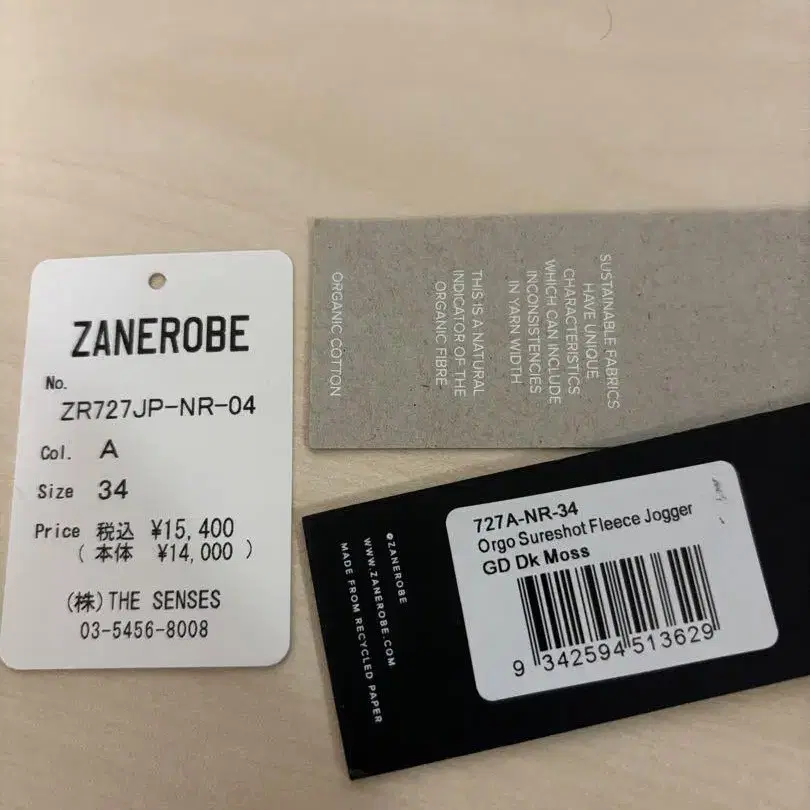 ZANEROBE
No.
ZR727JP-NR-04
Col. A
Size 34
Price 税込 ¥15,400
( 本体 ¥14,000 )
(株)THE SENSES
03-5456-8008
SUSTAINABLE FABRICS
HAVE UNIQUE
CHARACTERISTICS
WHICH CAN INCLUDE
INCONSISTENCIES
IN YARN WIDTH
THIS IS A NATURAL
INDICATOR OF THE
ORGANIC FIBRE
ORGANIC COTTON
@ZANEROBE
WWW.ZANEROBE.COM
MADE FROM RECYCLED PAPER
727A-NR-34
Orgo Sureshot Fleece Jogger
GD Dk Moss
9 342594 513629